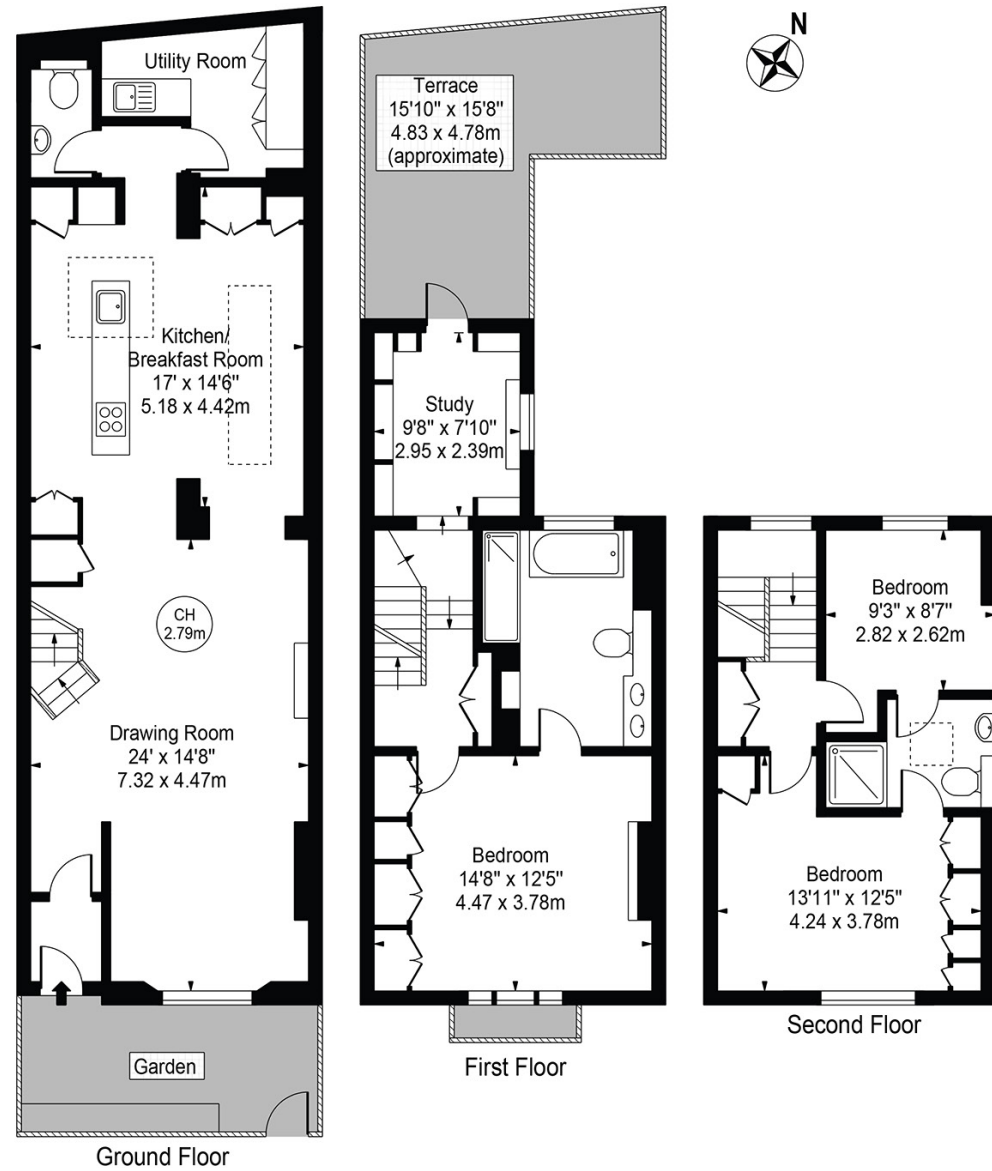 N
Utility Room
Terrace
15'10" x 15'8"
4.83 x 4.78m
(approximate)
Kitchen/
Breakfast Room
17' x 14'6"
5.18 x 4.42m
Study
9'8" x 7'10"
2.95 x 2.39m
CH
2.79m
Bedroom
9'3" x 8'7"
2.82 x 2.62m
Drawing Room
24' x 14'8"
7.32 x 4.47m
Bedroom
14'8" x 12'5"
4.47 x 3.78m
Bedroom
13'11" x 12'5"
4.24 x 3.78m
Garden
Ground Floor
First Floor
Second Floor